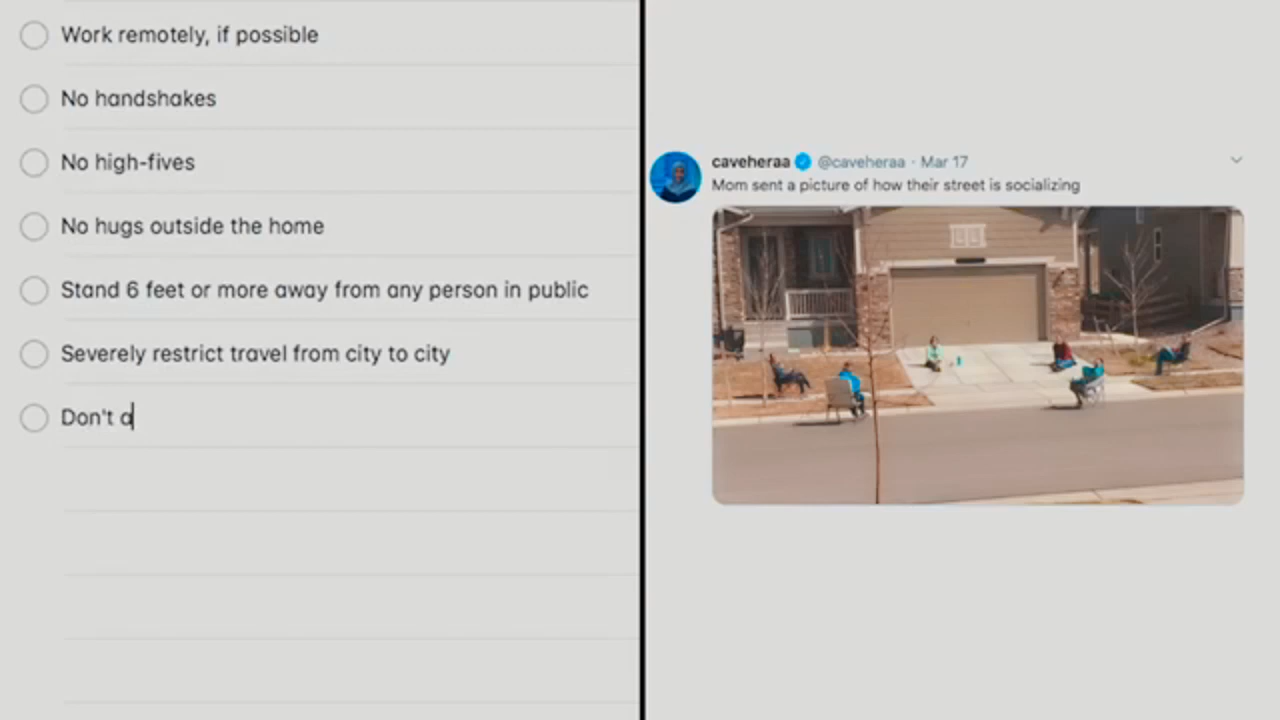 Work remotely, if possible
No handshakes
No high-fives
No hugs outside the home
Stand 6 feet or more away from any person in public
Severely restrict travel from city to city
Don't a
caveheraa @caveheraa · Mar 17
Mom sent a picture of how their street is socializing